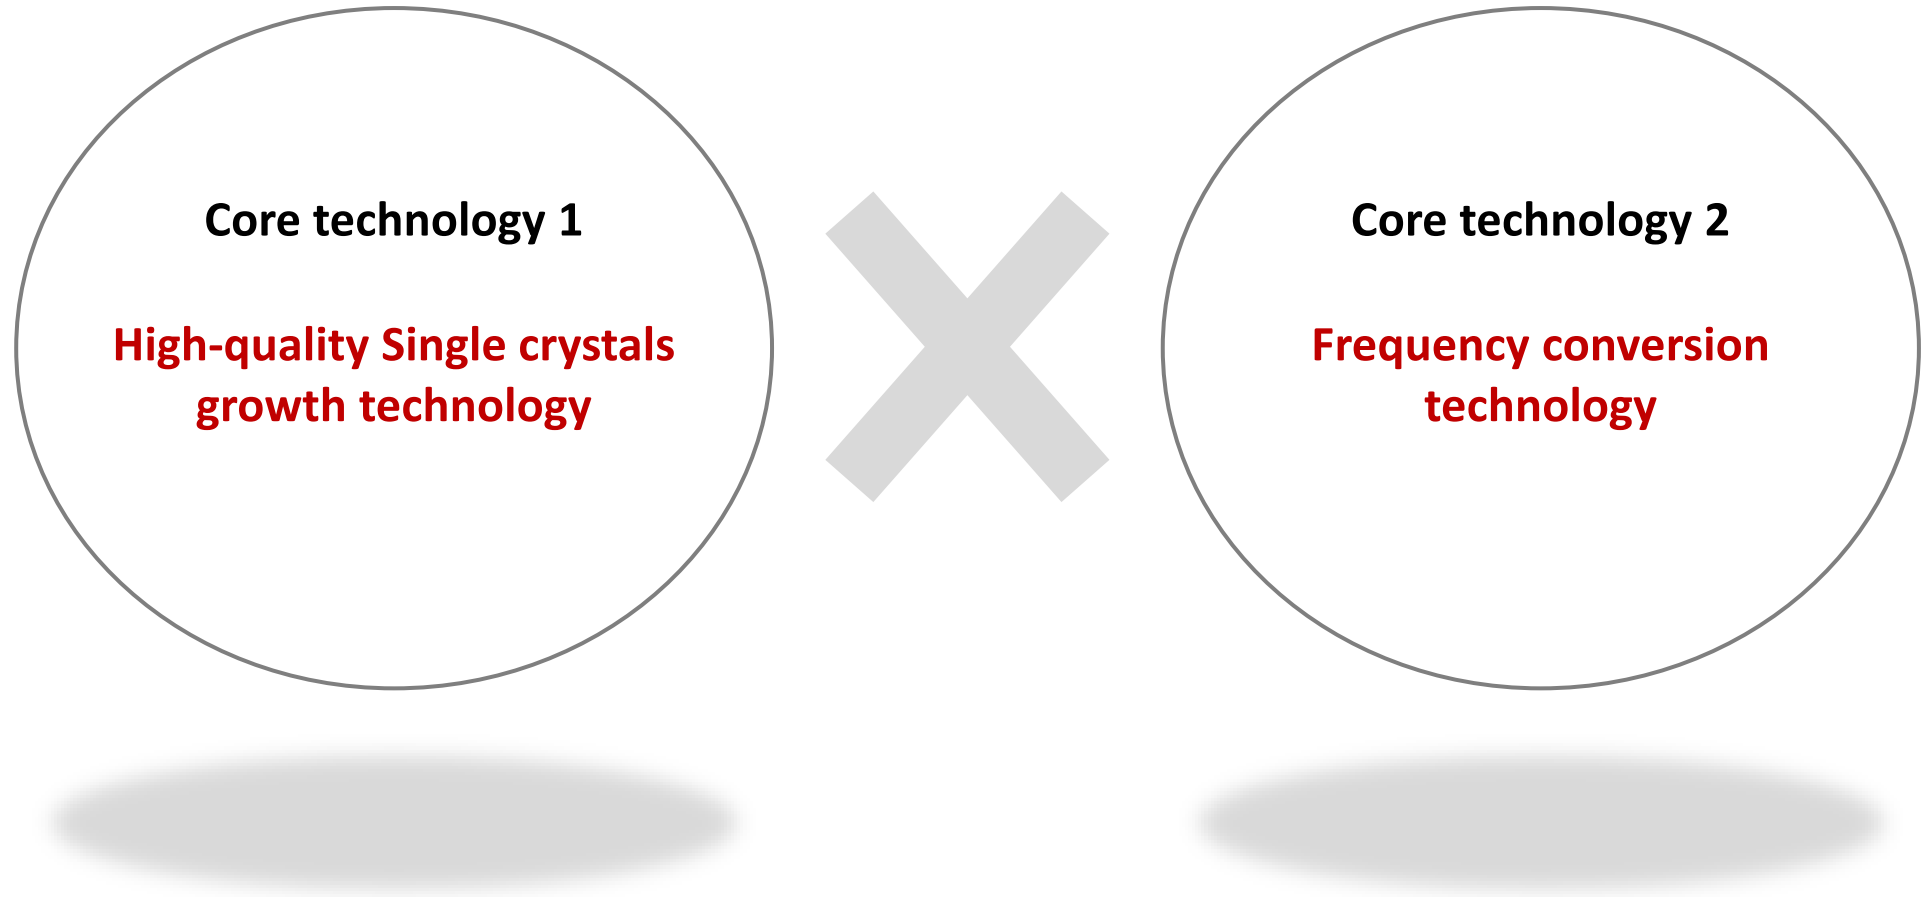 Core technology 1
High-quality Single crystals
growth technology
Core technology 2
Frequency conversion
technology